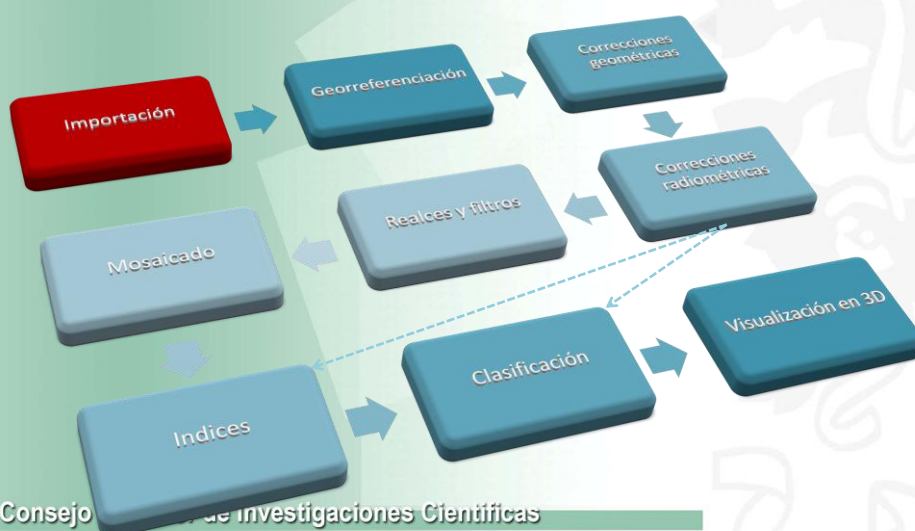 Importación
Georreferenciación
Correcciones
geométricas
Correcciones
radiométricas
Realces y filtros
Mosaicado
Indices
Clasificación
Visualización en 3D
Consejo de Investigaciones Científicas